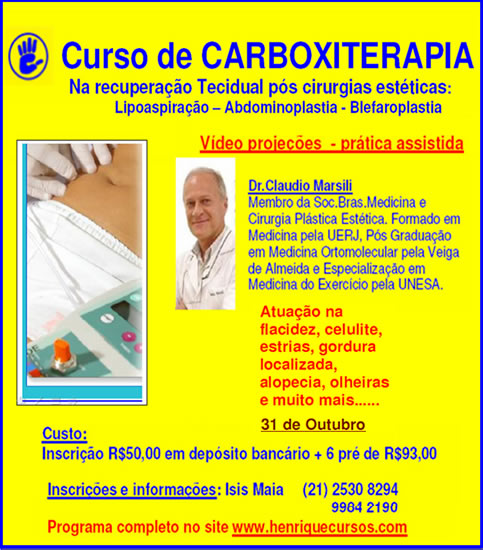 Curso de CARBOXITERAPIA
Na recuperação Tecidual pós cirurgias estéticas:
Lipoaspiração – Abdominoplastia - Blefaroplastia
Vídeo projecões - prática assistida
Dr.Claudio Marsili
Membro da Soc.Bras.Medicina e
Cirurgia Plástica Estética. Formado em
Medicina pela UERJ, Pós Graduação
em Medicina Ortomolecular pela Veiga
de Almeida e Especialização em
Medicina do Exercício pela UNESA.
Atuação na
flacidez, celulite,
estrias, gordura
localizada,
alopecia, olheiras
e muito mais......
31 de Outubro
Custo:
Inscrição R$50,00 em depósito bancário + 6 pré de R$93,00
Inscrições e informações: Isis Maia (21) 2530 8294
9984 2190
Programa completo no site www.henriquecursos.com